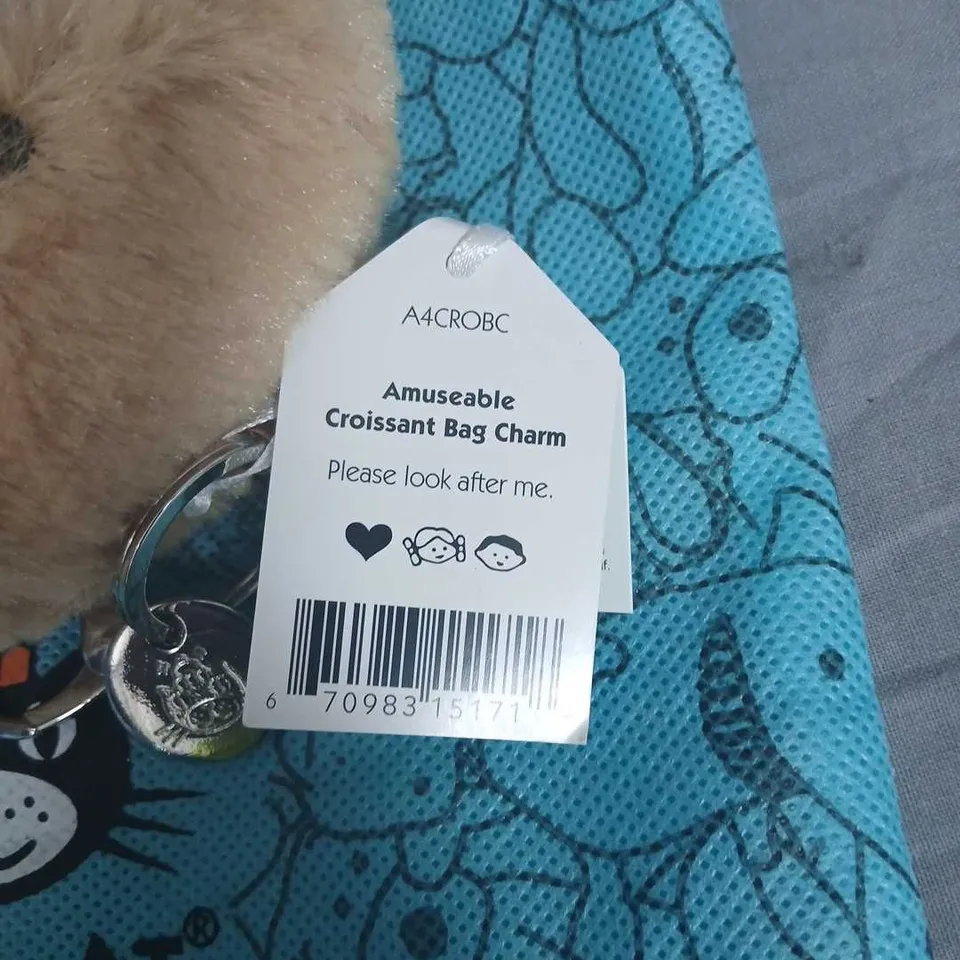 A4CROBC
Amuseable
Croissant Bag Charm
Please look after me.
6 70983 15171
®